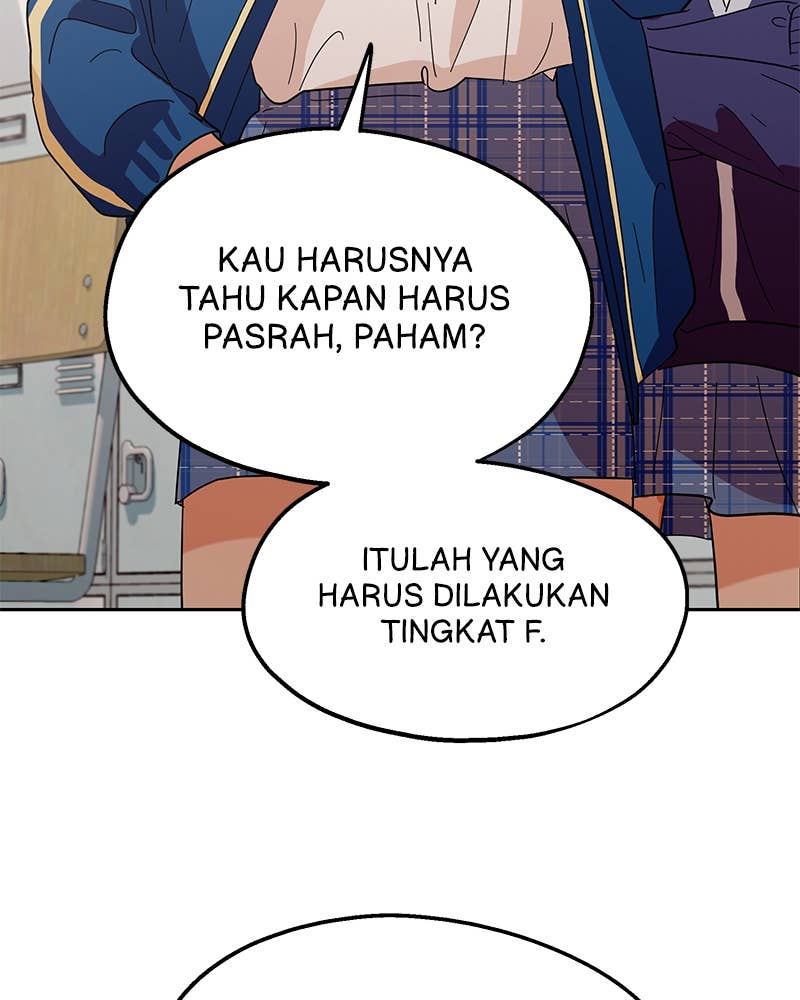 KAU HARUSNYA
TAHU KAPAN HARUS
PASRAH, PAHAM?
ITULAH YANG
HARUS DILAKUKAN
TINGKAT F.